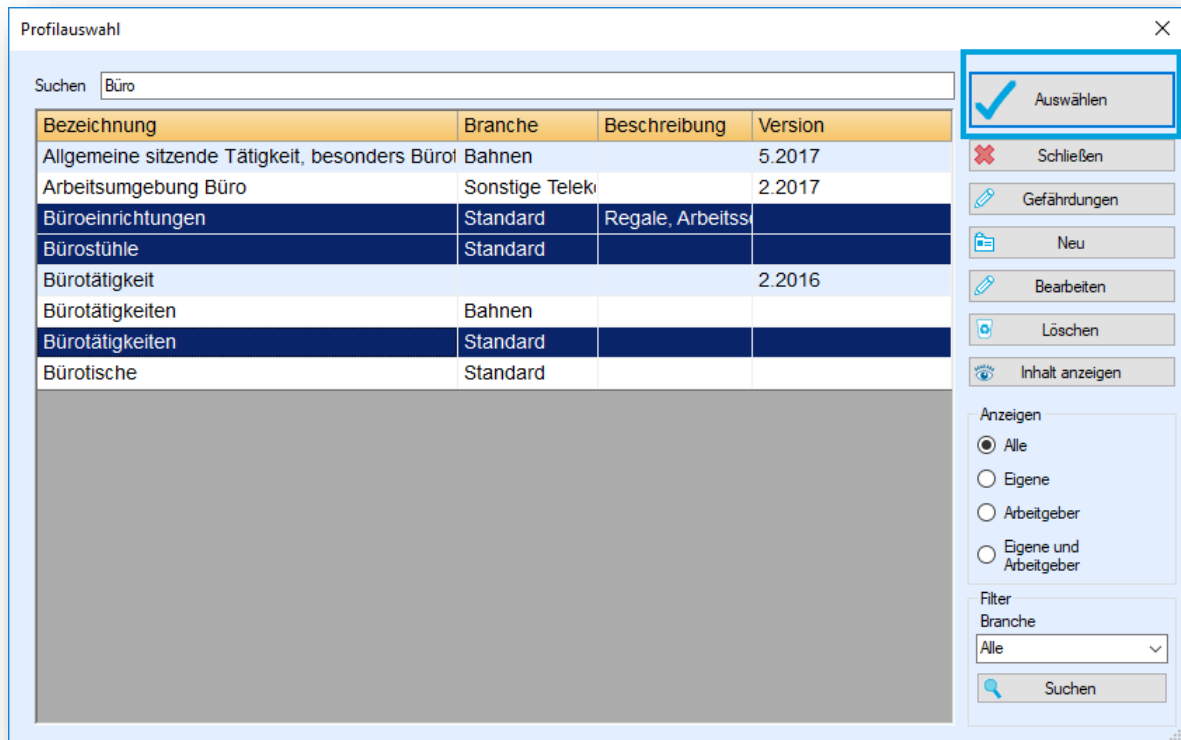 Profilauswahl
Suchen Büro
Bezeichnung Branche Beschreibung Version
Allgemeine sitzende Tätigkeit, besonders Bürot Bahnen 5.2017
Arbeitsumgebung Büro Sonstige Teleko 2.2017
Büroeinrichtungen Standard Regale, Arbeitss
Bürostühle Standard
Bürotätigkeit 2.2016
Bürotätigkeiten Bahnen
Bürotätigkeiten Standard
Bürotische Standard
Auswählen
Schließen
Gefährdungen
Neu
Bearbeiten
Löschen
Inhalt anzeigen
Anzeigen
Alle
Eigene
Arbeitgeber
Eigene und
Arbeitgeber
Filter
Branche
Alle
Suchen